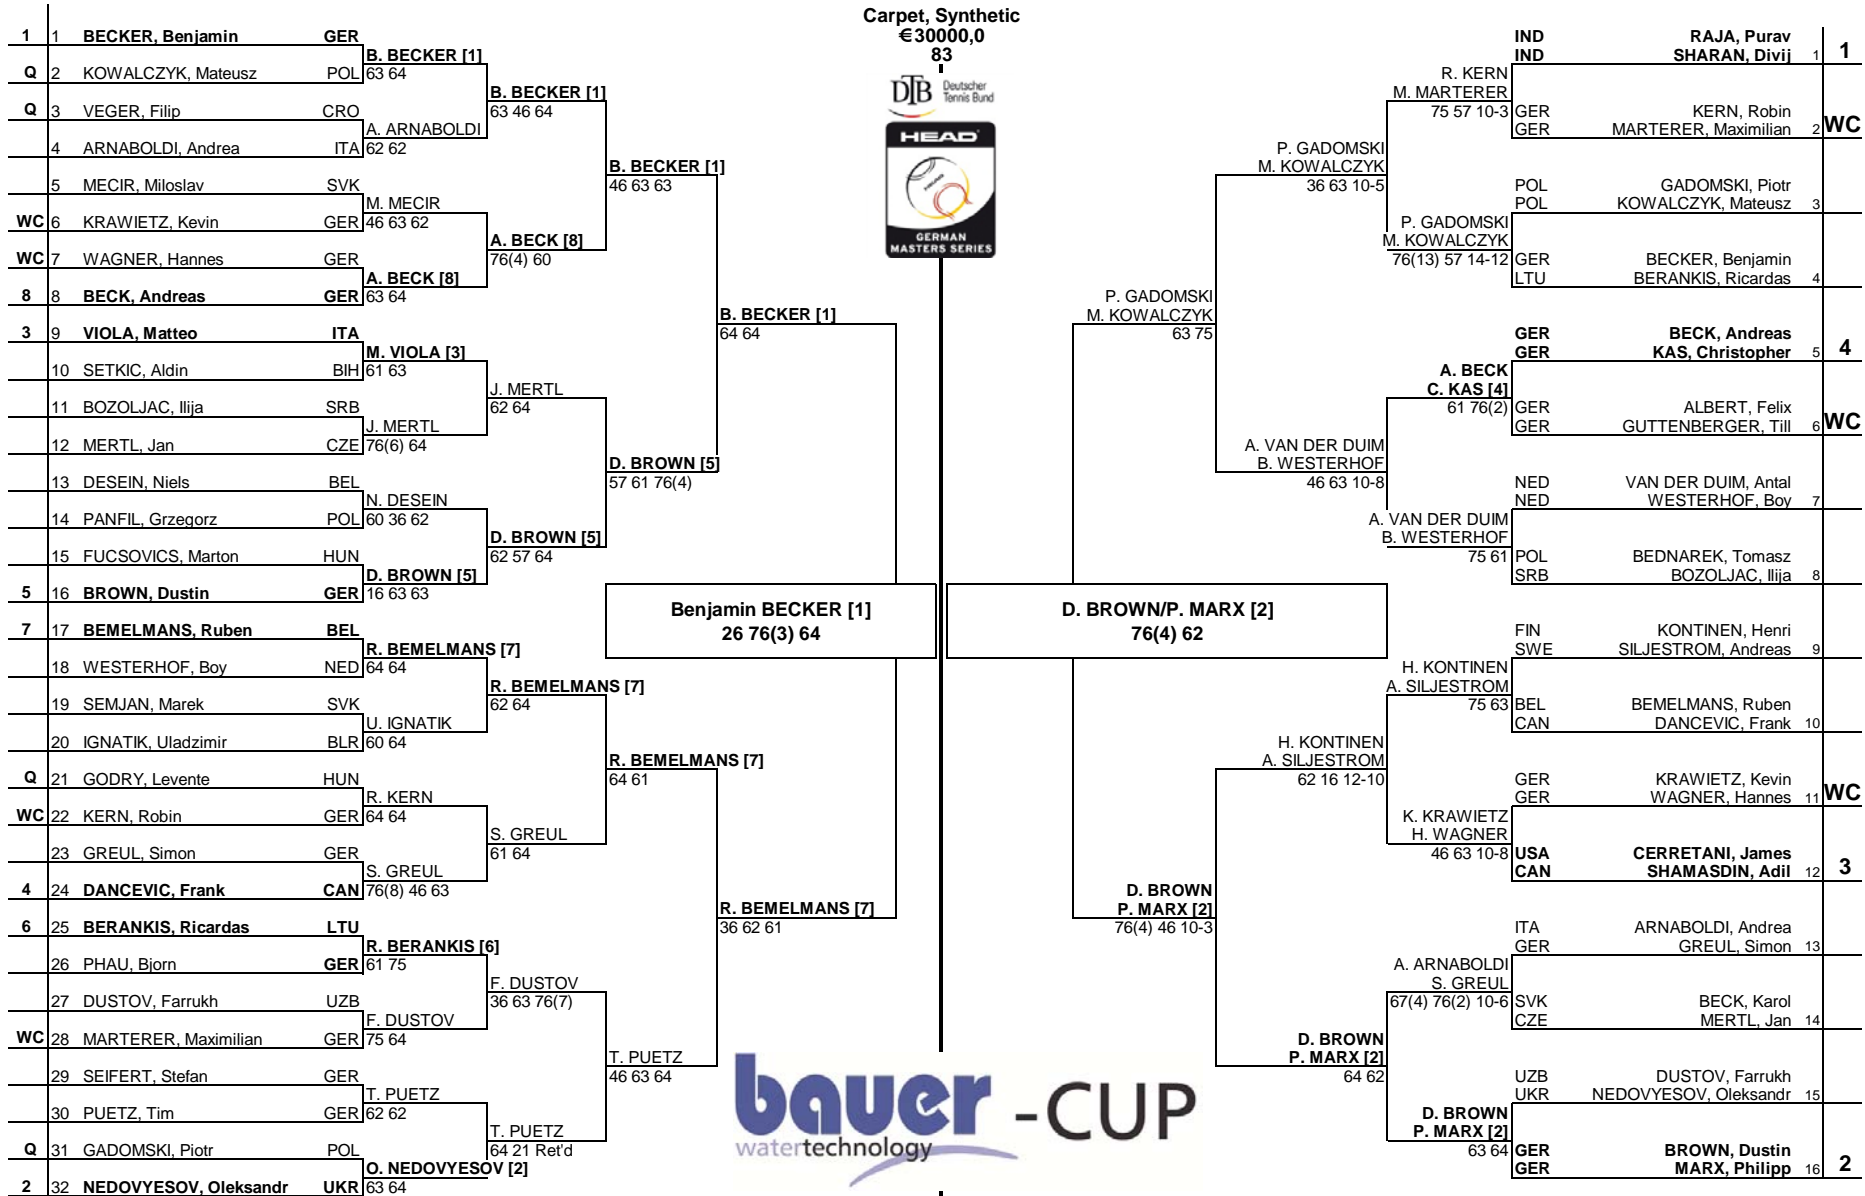 Carpet, Synthetic
€30000,0
83
DTB Deutscher
Tennis Bund
HEAD
GERMAN
MASTERS SERIES
1 1 BECKER, Benjamin GER
B. BECKER [1]
Q 2 KOWALCZYK, Mateusz POL 63 64
B. BECKER [1]
Q 3 VEGER, Filip CRO 63 46 64
A. ARNABOLDI
4 ARNABOLDI, Andrea ITA 62 62
B. BECKER [1]
5 MECIR, Miloslav SVK 46 63 63
M. MECIR
WC 6 KRAWIETZ, Kevin GER 46 63 62
A. BECK [8]
WC 7 WAGNER, Hannes GER 76(4) 60
A. BECK [8]
8 8 BECK, Andreas GER 63 64
B. BECKER [1]
3 9 VIOLA, Matteo ITA 64 64
M. VIOLA [3]
10 SETKIC, Aldin BIH 61 63
J. MERTL
11 BOZOLJAC, Ilija SRB 62 64
J. MERTL
12 MERTL, Jan CZE 76(6) 64
D. BROWN [5]
13 DESEIN, Niels BEL 57 61 76(4)
N. DESEIN
14 PANFIL, Grzegorz POL 60 36 62
D. BROWN [5]
15 FUCSOVICS, Marton HUN 62 57 64
D. BROWN [5]
5 16 BROWN, Dustin GER 16 63 63
Benjamin BECKER [1]
26 76(3) 64
7 17 BEMELMANS, Ruben BEL
R. BEMELMANS [7]
18 WESTERHOF, Boy NED 64 64
R. BEMELMANS [7]
19 SEMJAN, Marek SVK 62 64
U. IGNATIK
20 IGNATIK, Uladzimir BLR 60 64
R. BEMELMANS [7]
Q 21 GODRY, Levente HUN 64 61
R. KERN
WC 22 KERN, Robin GER 64 64
S. GREUL
23 GREUL, Simon GER 61 64
S. GREUL
4 24 DANCEVIC, Frank CAN 76(8) 46 63
R. BEMELMANS [7]
6 25 BERANKIS, Ricardas LTU 36 62 61
R. BERANKIS [6]
26 PHAU, Bjorn GER 61 75
F. DUSTOV
27 DUSTOV, Farrukh UZB 36 63 76(7)
F. DUSTOV
WC 28 MARTERER, Maximilian GER 75 64
T. PUETZ
29 SEIFERT, Stefan GER 46 63 64
T. PUETZ
30 PUETZ, Tim GER 62 62
T. PUETZ
Q 31 GADOMSKI, Piotr POL 64 21 Ret'd
O. NEDOVYESOV [2]
2 32 NEDOVYESOV, Oleksandr UKR 63 64
IND RAJA, Purav
IND SHARAN, Divij 1 1
R. KERN
M. MARTERER
75 57 10-3 GER KERN, Robin
GER MARTERER, Maximilian 2 WC
P. GADOMSKI
M. KOWALCZYK
36 63 10-5
POL GADOMSKI, Piotr
POL KOWALCZYK, Mateusz 3
P. GADOMSKI
M. KOWALCZYK
76(13) 57 14-12 GER BECKER, Benjamin
LTU BERANKIS, Ricardas 4
P. GADOMSKI
M. KOWALCZYK
63 75
GER BECK, Andreas
GER KAS, Christopher 5 4
A. BECK
C. KAS [4]
61 76(2) GER ALBERT, Felix
GER GUTTENBERGER, Till 6 WC
A. VAN DER DUIM
B. WESTERHOF
46 63 10-8
NED VAN DER DUIM, Antal
NED WESTERHOF, Boy 7
A. VAN DER DUIM
B. WESTERHOF
75 61 POL BEDNAREK, Tomasz
SRB BOZOLJAC, Ilija 8
D. BROWN/P. MARX [2]
76(4) 62
FIN KONTINEN, Henri
SWE SILJESTROM, Andreas 9
H. KONTINEN
A. SILJESTROM
75 63 BEL BEMELMANS, Ruben
CAN DANCEVIC, Frank 10
H. KONTINEN
A. SILJESTROM
62 16 12-10
GER KRAWIETZ, Kevin
GER WAGNER, Hannes 11 WC
K. KRAWIETZ
H. WAGNER
46 63 10-8 USA CERRETANI, James
CAN SHAMASDIN, Adil 12 3
D. BROWN
P. MARX [2]
76(4) 46 10-3
ITA ARNABOLDI, Andrea
GER GREUL, Simon 13
A. ARNABOLDI
S. GREUL
67(4) 76(2) 10-6 SVK BECK, Karol
CZE MERTL, Jan 14
D. BROWN
P. MARX [2]
64 62
UZB DUSTOV, Farrukh
UKR NEDOVYESOV, Oleksandr 15
D. BROWN
P. MARX [2]
63 64 GER BROWN, Dustin
GER MARX, Philipp 16 2
bauer -CUP
watertechnology